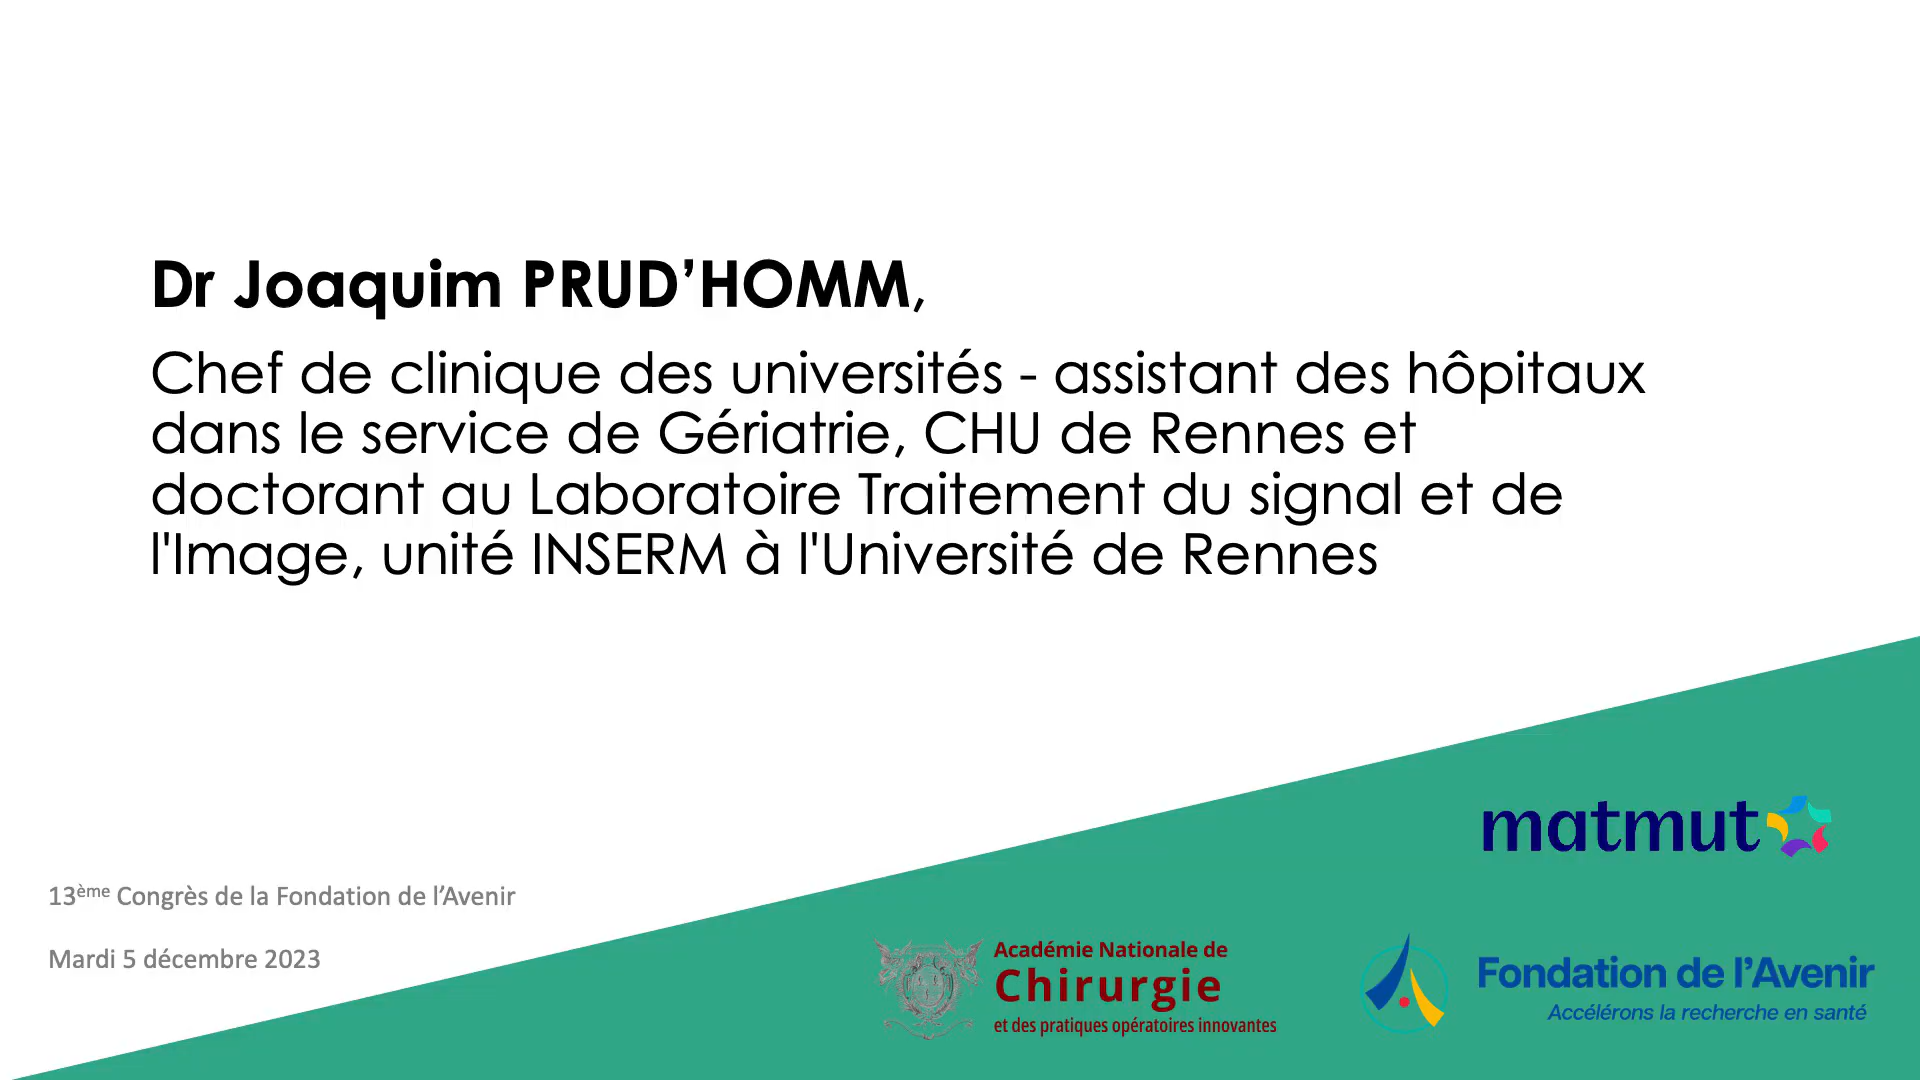 Dr Joaquim PRUD’HOMM,
Chef de clinique des universités - assistant des hôpitaux
dans le service de Gériatrie, CHU de Rennes et
doctorant au Laboratoire Traitement du signal et de
l'Image, unité INSERM à l'Université de Rennes
matmut
13ème Congrès de la Fondation de l’Avenir
Mardi 5 décembre 2023
Académie Nationale de
Chirurgie
et des pratiques opératoires innovantes
Fondation de l’Avenir
Accélérons la recherche en santé